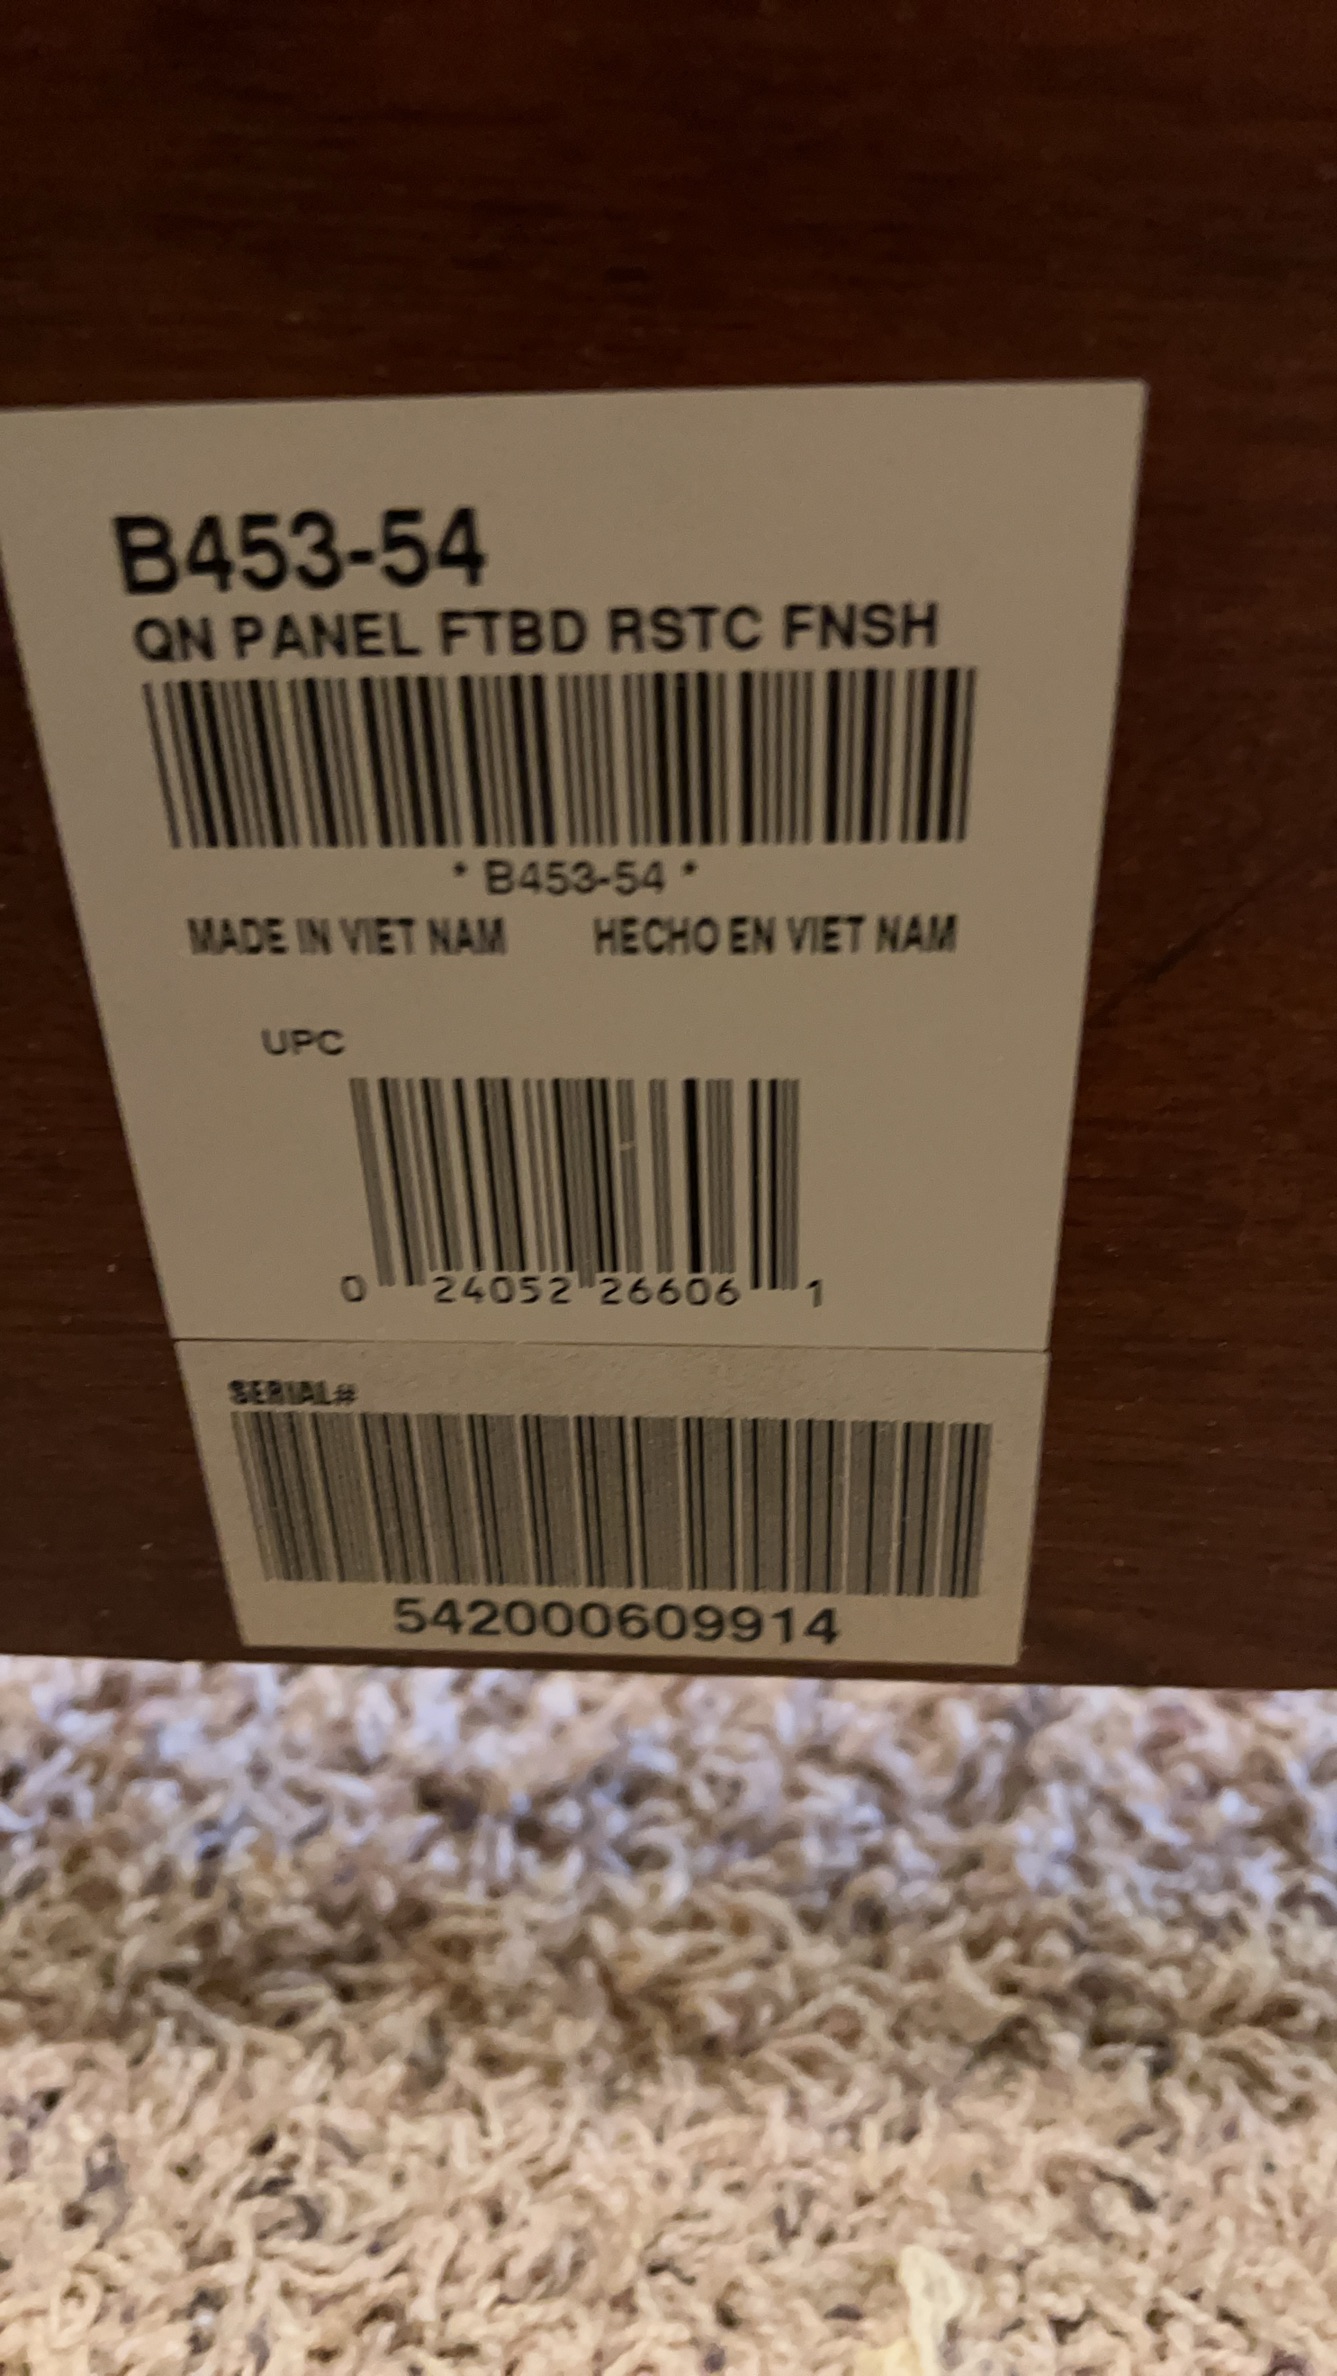 B453-54
QN PANEL FTBD RSTC FNSH
* B453-54 *
MADE IN VIET NAM HECHO EN VIET NAM
UPC
0 24052 26606 1
SERIAL#
542000609914